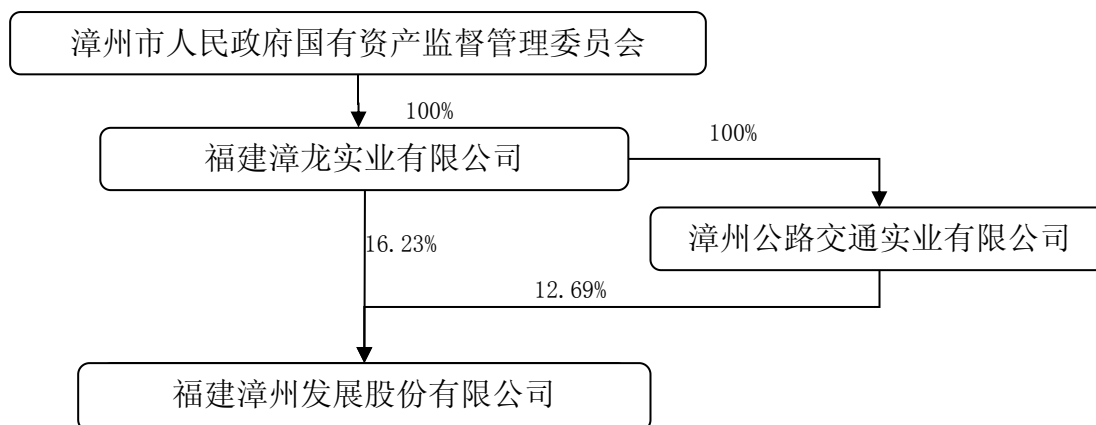 漳州市人民政府国有资产监督管理委员会
100%
100%
福建漳龙实业有限公司
漳州公路交通实业有限公司
16.23%
12.69%
福建漳州发展股份有限公司